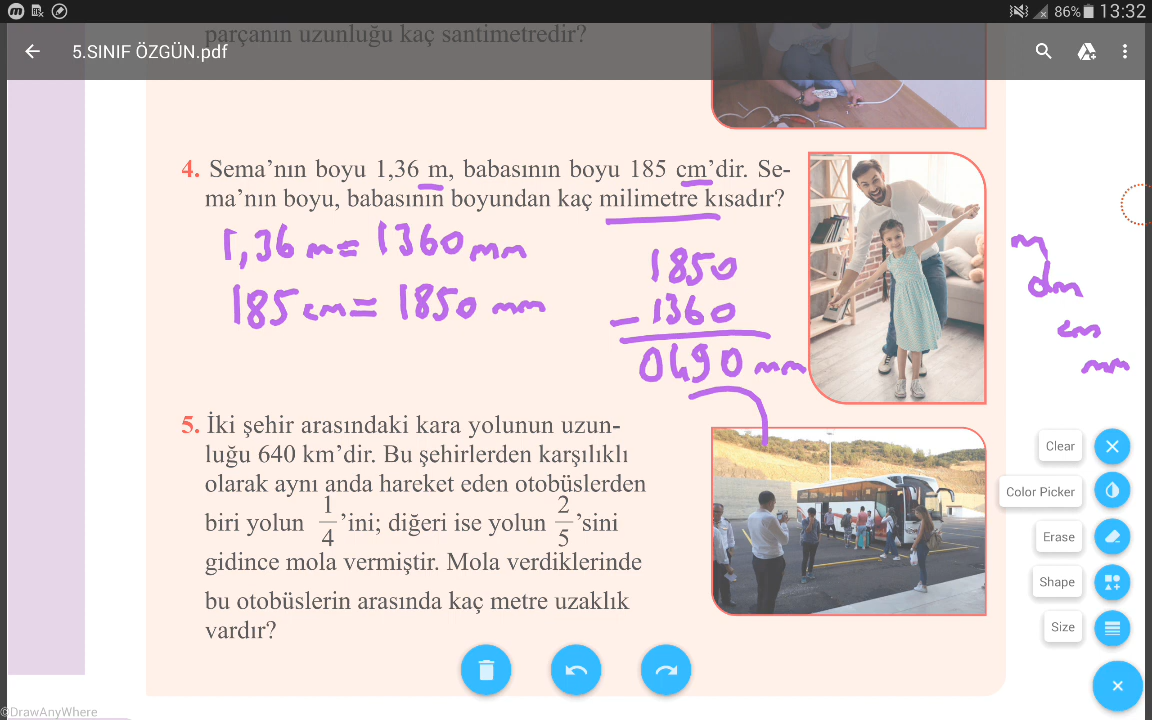 86% 13:32
parçanın uzunluğu kaç santimetredir?
5.SINIF ÖZGÜN.pdf
4. Sema'nın boyu 1,36 m, babasının boyu 185 cm'dir. Se-
ma'nın boyu, babasının boyundan kaç milimetre kısadır?
1,36 m = 1360 mm
185 cm = 1850 mm
1850
- 1360
0490 mm
m
dm
cm
mm
5. İki şehir arasındaki kara yolunun uzun-
luğu 640 km'dir. Bu şehirlerden karşılıklı
olarak aynı anda hareket eden otobüslerden
biri yolun 1/4'ini; diğeri ise yolun 2/5'sini
gidince mola vermiştir. Mola verdiklerinde
bu otobüslerin arasında kaç metre uzaklık
vardır?
Clear
Color Picker
Erase
Shape
Size
©DrawAnyWhere